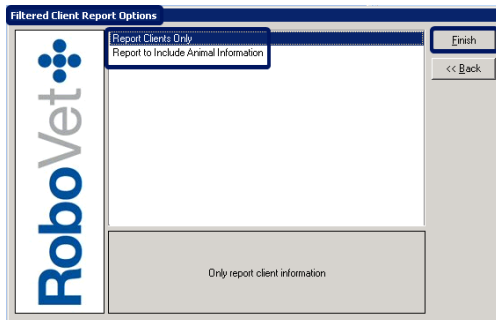 Filtered Client Report Options
RoboVet
Report Clients Only
Report to Include Animal Information
Finish
<< Back
Only report client information